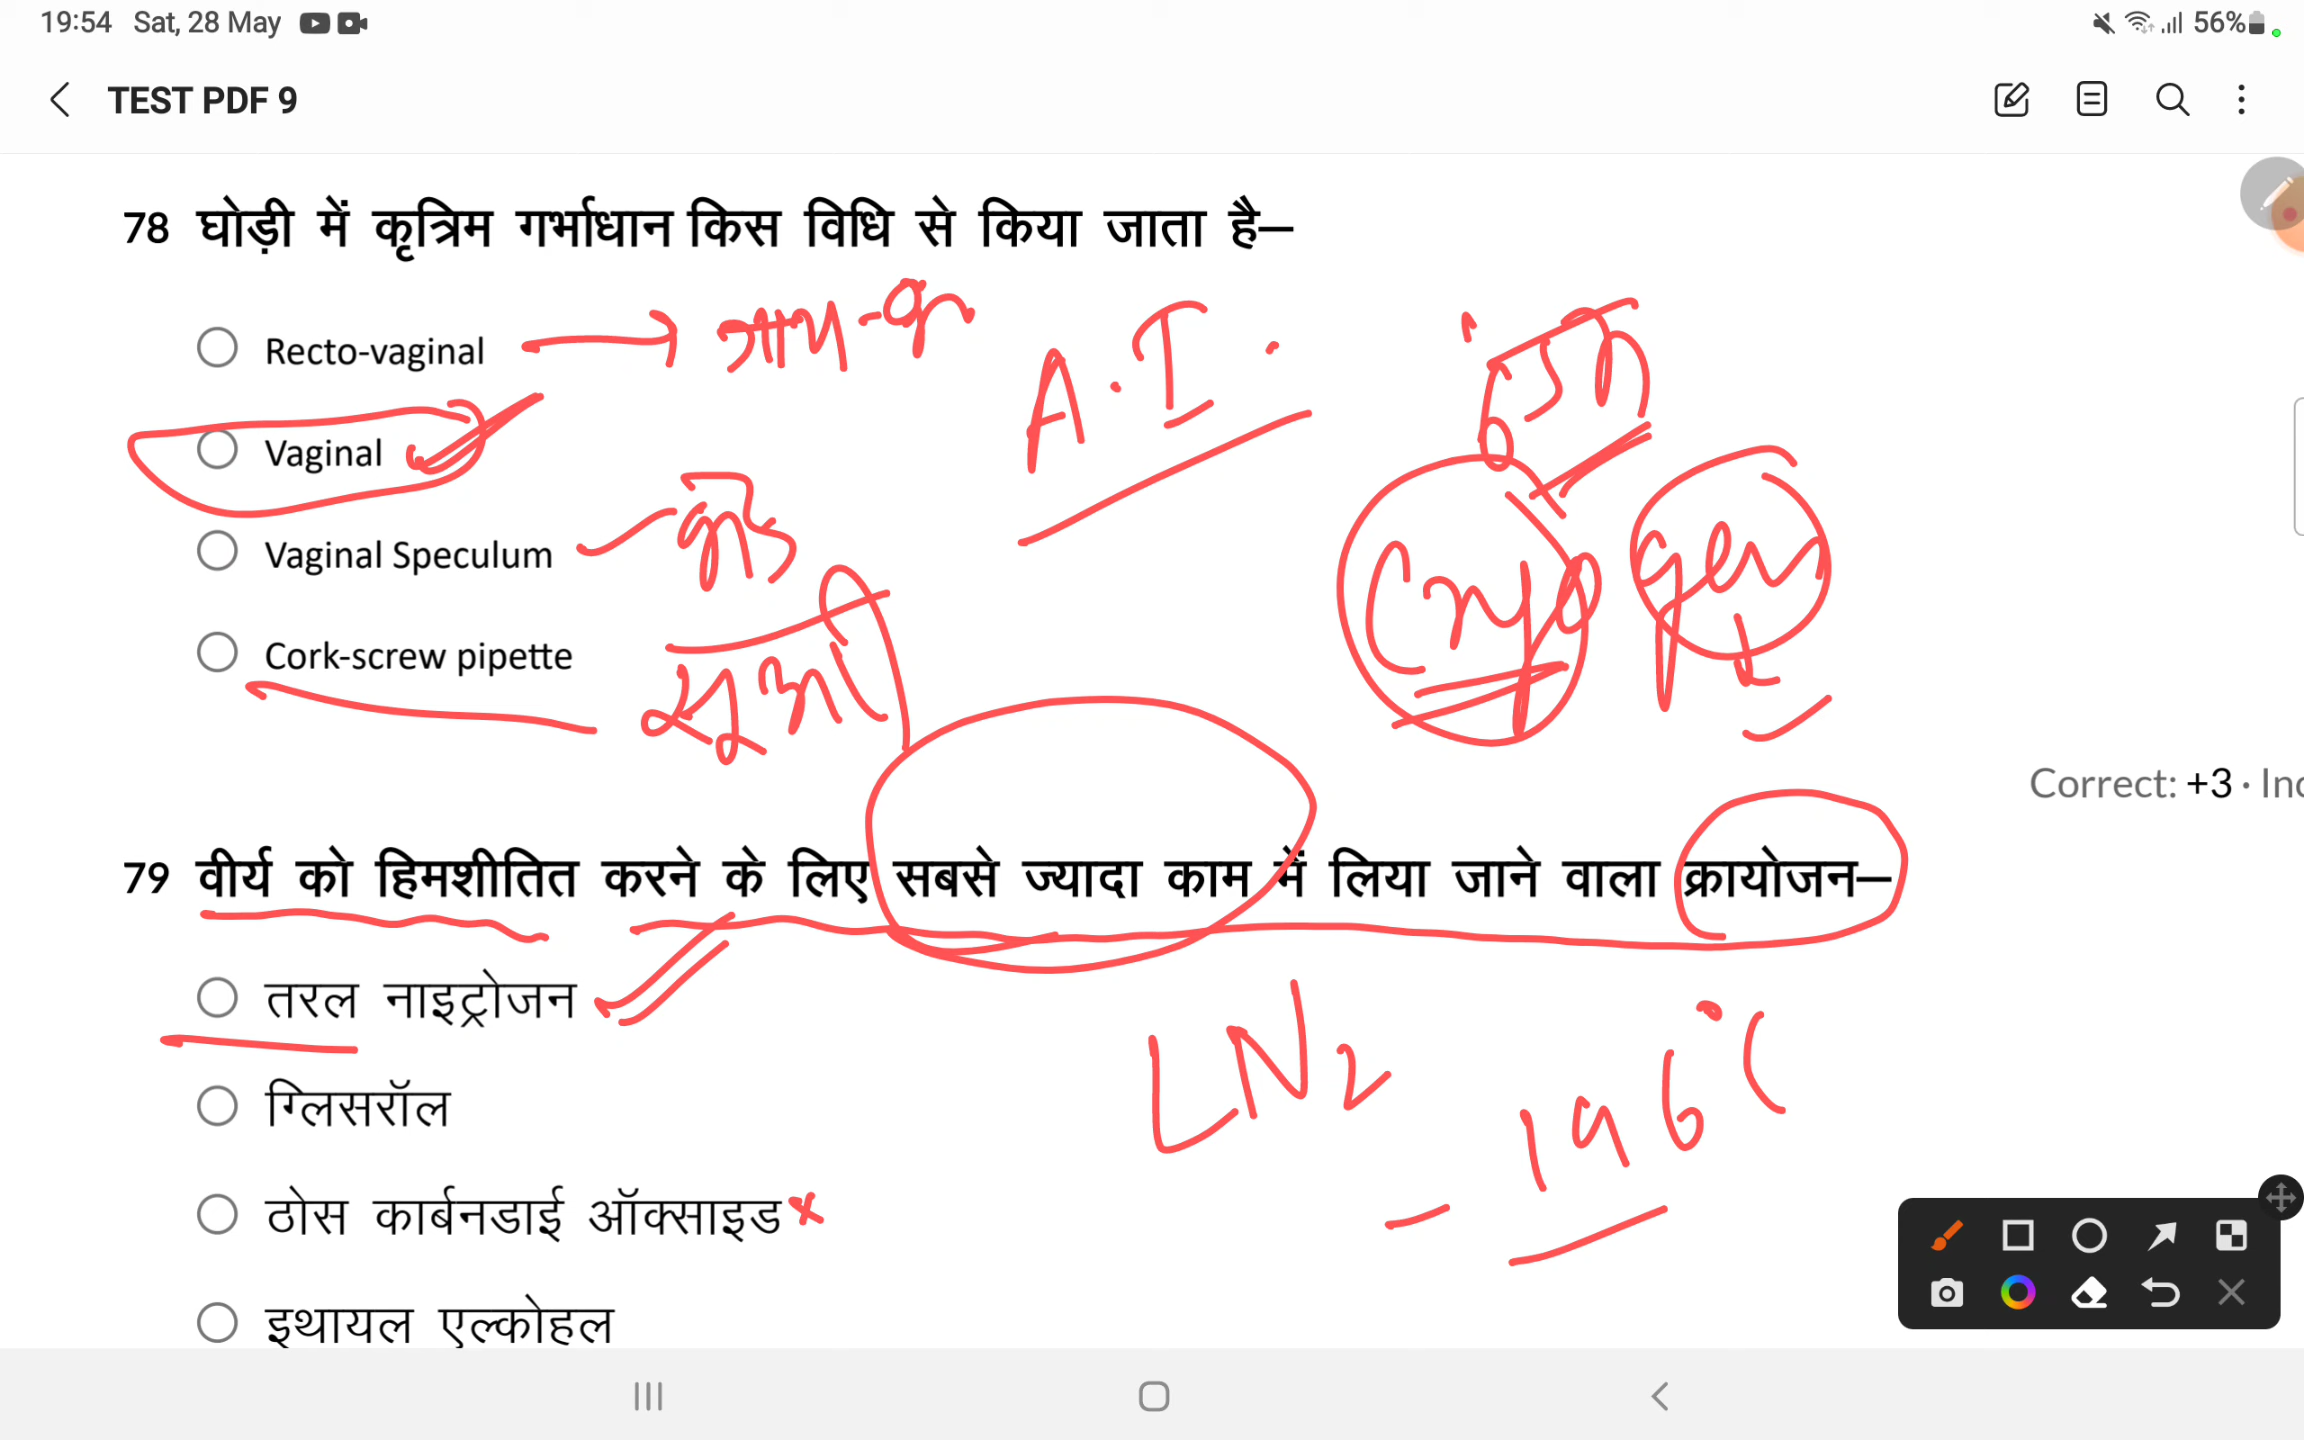 19:54 Sat, 28 May 56%
TEST PDF 9
78 घोड़ी में कृत्रिम गर्भाधान किस विधि से किया जाता है—
Recto-vaginal
A.I.
Vaginal
Vaginal Speculum
Cryogen
Cork-screw pipette
Correct: +3 · Inc
79 वीर्य को हिमशीतित करने के लिए सबसे ज्यादा काम में लिया जाने वाला क्रायोजन—
तरल नाइट्रोजन
LN2
- 196°C
ग्लिसरॉल
ठोस कार्बनडाई ऑक्साइड
इथायल एल्कोहल